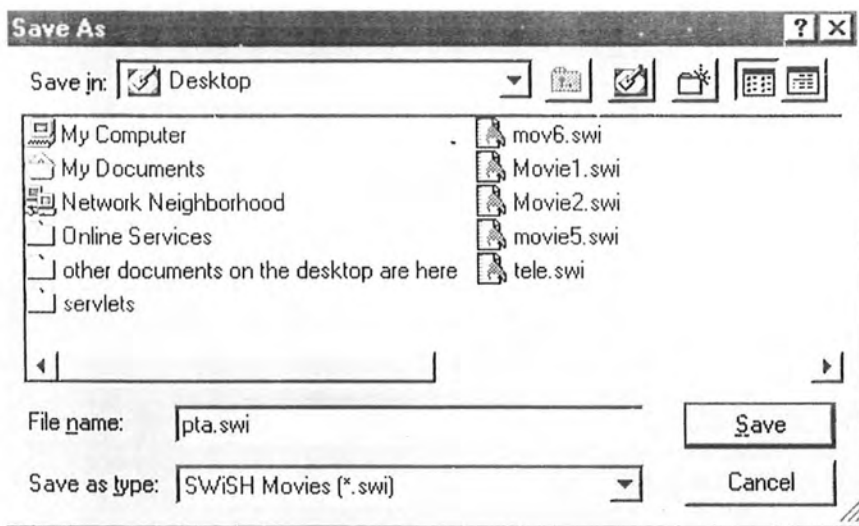 Save As
Save in: Desktop
My Computer
My Documents
Network Neighborhood
Online Services
other documents on the desktop are here
servlets
mov6.swi
Movie1.swi
Movie2.swi
movie5.swi
tele.swi
File name: pta.swi
Save
Save as type: SWiSH Movies (*.swi)
Cancel